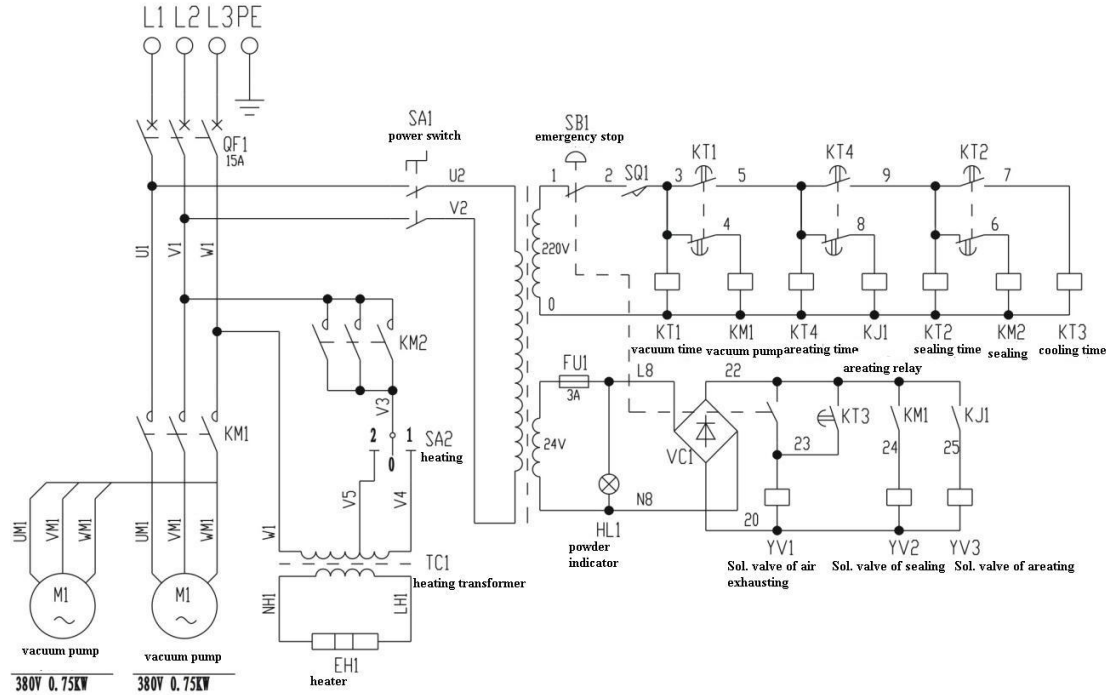 L1 L2 L3 PE
QF1
15A
SA1
power switch
SB1
emergency stop
U2
V2
1
2
SQ1
3
KT1
5
KT4
9
KT2
7
4
8
6
220V
0
U1
V1
W1
KT1
KM1
KT4
KJ1
KT2
KM2
KT3
vacuum time
vacuum pump
areating time
areating relay
sealing time
sealing
cooling time
KM2
V3
2
0
1
SA2
heating
V5
V4
KM1
FU1
3A
24V
L8
22
VC1
N8
20
HL1
powder
indicator
23
KT3
KM1
24
KJ1
25
YV1
YV2
YV3
Sol. valve of air
exhausting
Sol. valve of sealing
Sol. valve of areating
UM1
VM1
WM1
UM1
VM1
WM1
W1
TC1
heating transformer
NH1
LH1
EH1
heater
M1
M1
vacuum pump
vacuum pump
380V 0.75KW
380V 0.75KW